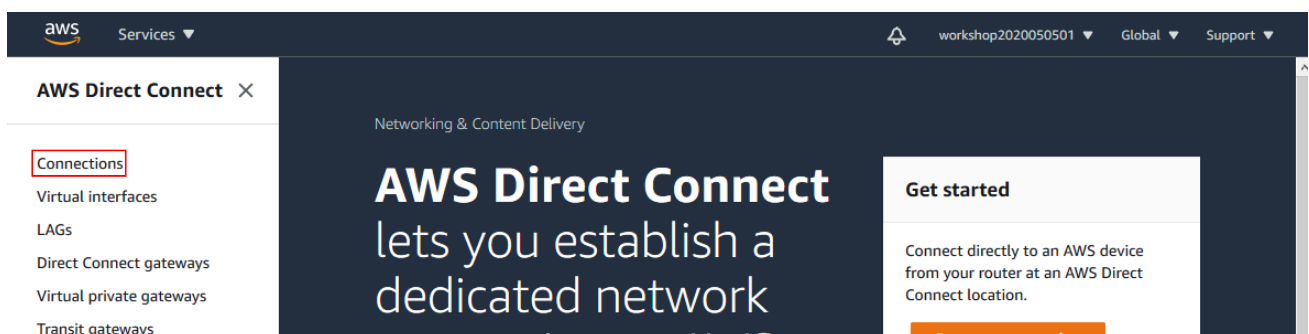 aws
Services ▼
workshop2020050501 ▼
Global ▼
Support ▼
AWS Direct Connect ×
Connections
Virtual interfaces
LAGs
Direct Connect gateways
Virtual private gateways
Transit gateways
Networking & Content Delivery
AWS Direct Connect
lets you establish a
dedicated network
Get started
Connect directly to an AWS device
from your router at an AWS Direct
Connect location.